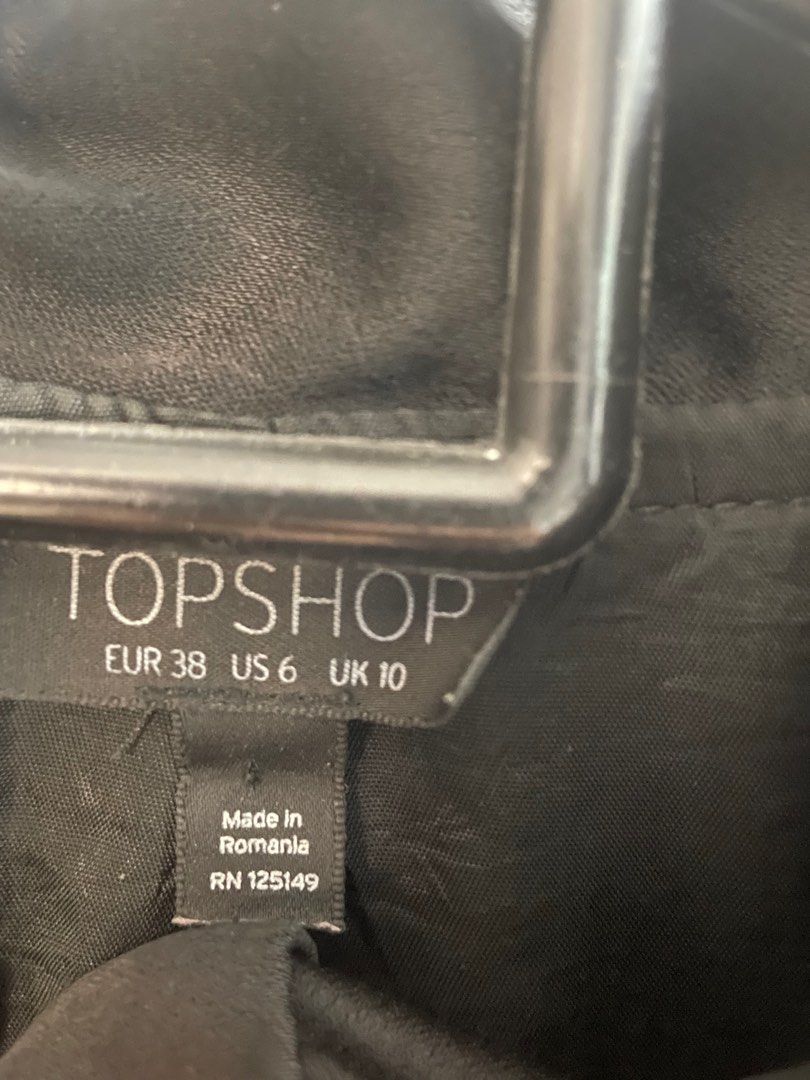 TOPSHOP
EUR 38 US 6 UK 10
Made in
Romania
RN 125149